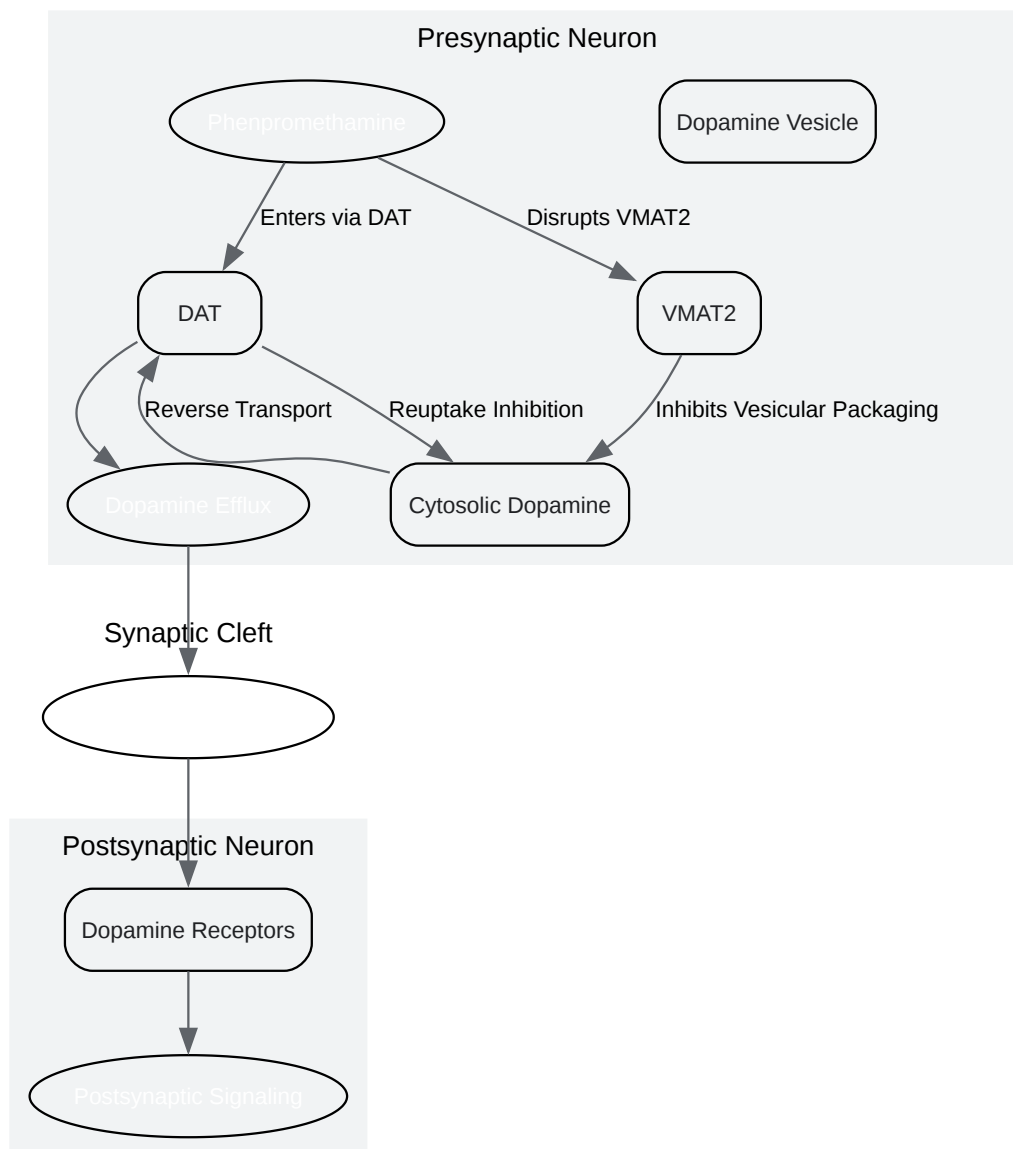 Presynaptic Neuron
Phenpromethamine
Dopamine Vesicle
Enters via DAT
Disrupts VMAT2
DAT
VMAT2
Reverse Transport
Reuptake Inhibition
Inhibits Vesicular Packaging
Dopamine Efflux
Cytosolic Dopamine
Synaptic Cleft
Postsynaptic Neuron
Dopamine Receptors
Postsynaptic Signaling